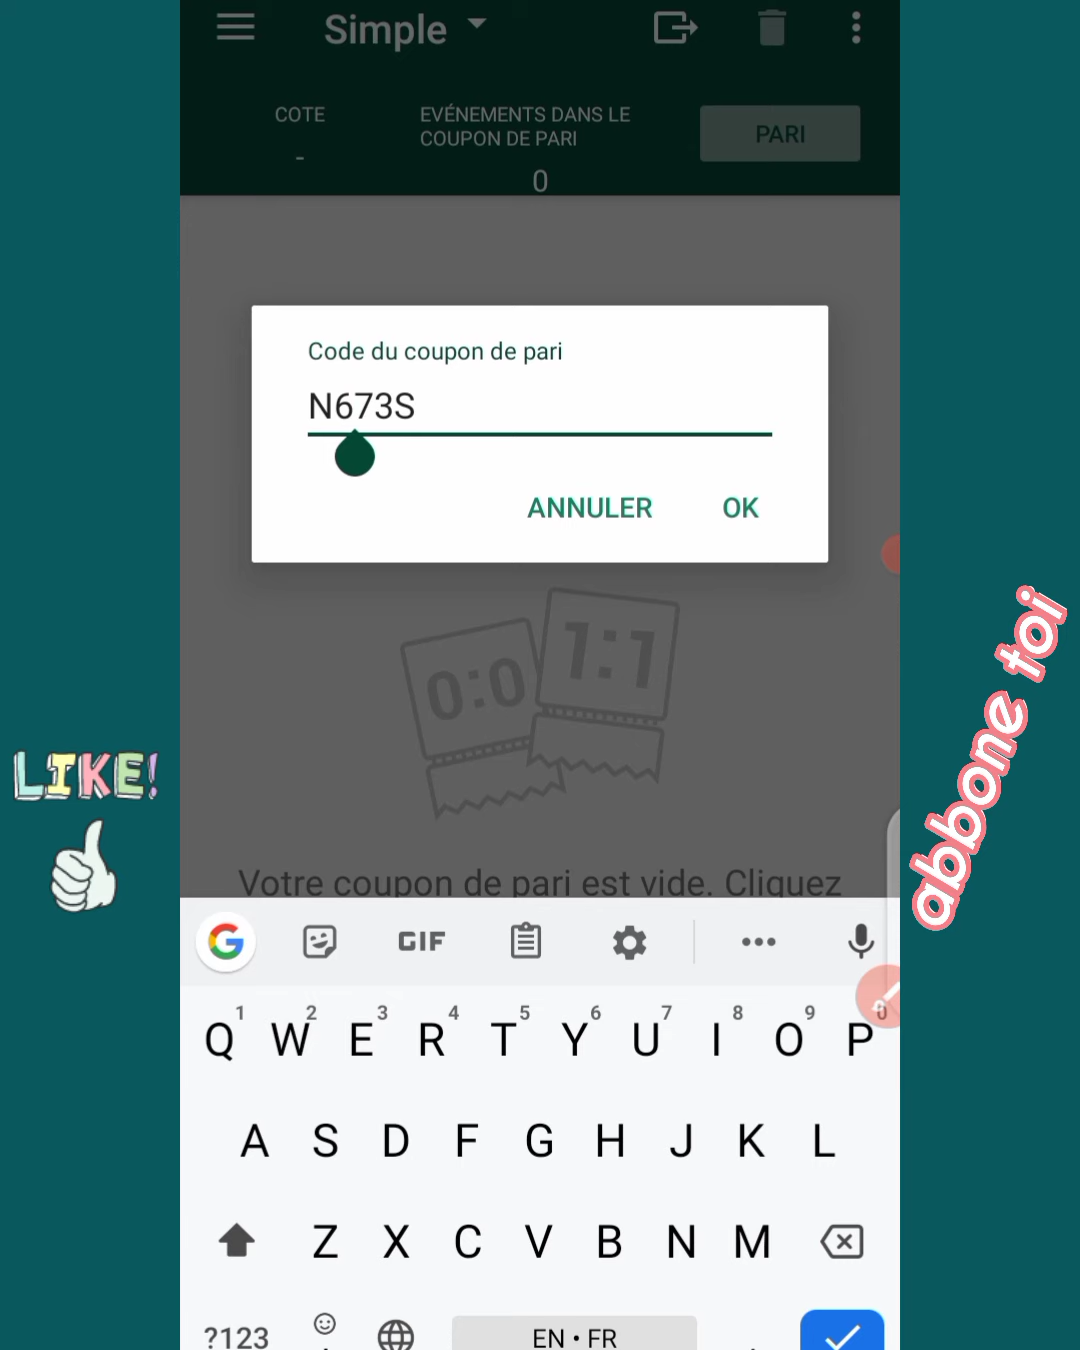 Simple
COTE
-
EVÉNEMENTS DANS LE
COUPON DE PARI
0
PARI
Code du coupon de pari
N673S
ANNULER OK
0:0 1:1
LIKE!
abbone toi
Votre coupon de pari est vide. Cliquez
G GIF
1 2 3 4 5 6 7 8 9 0
Q W E R T Y U I O P
A S D F G H J K L
Z X C V B N M
?123 EN • FR